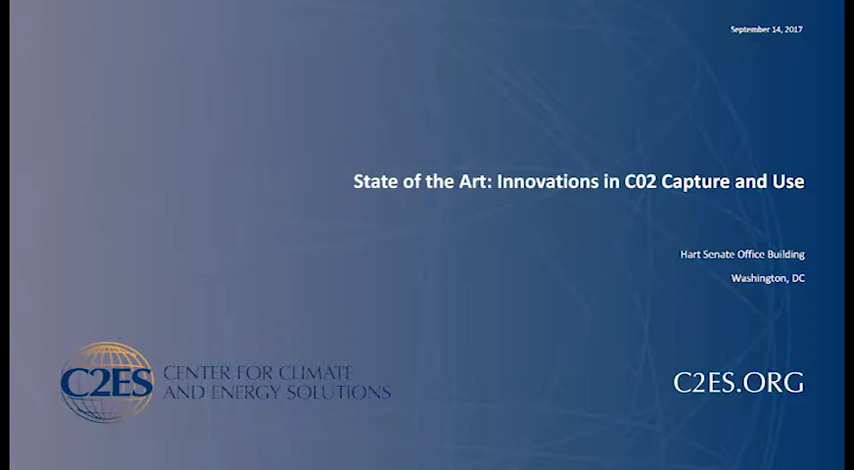 September 14, 2017
State of the Art: Innovations in C02 Capture and Use
Hart Senate Office Building
Washington, DC
C2ES CENTER FOR CLIMATE
AND ENERGY SOLUTIONS
C2ES.ORG